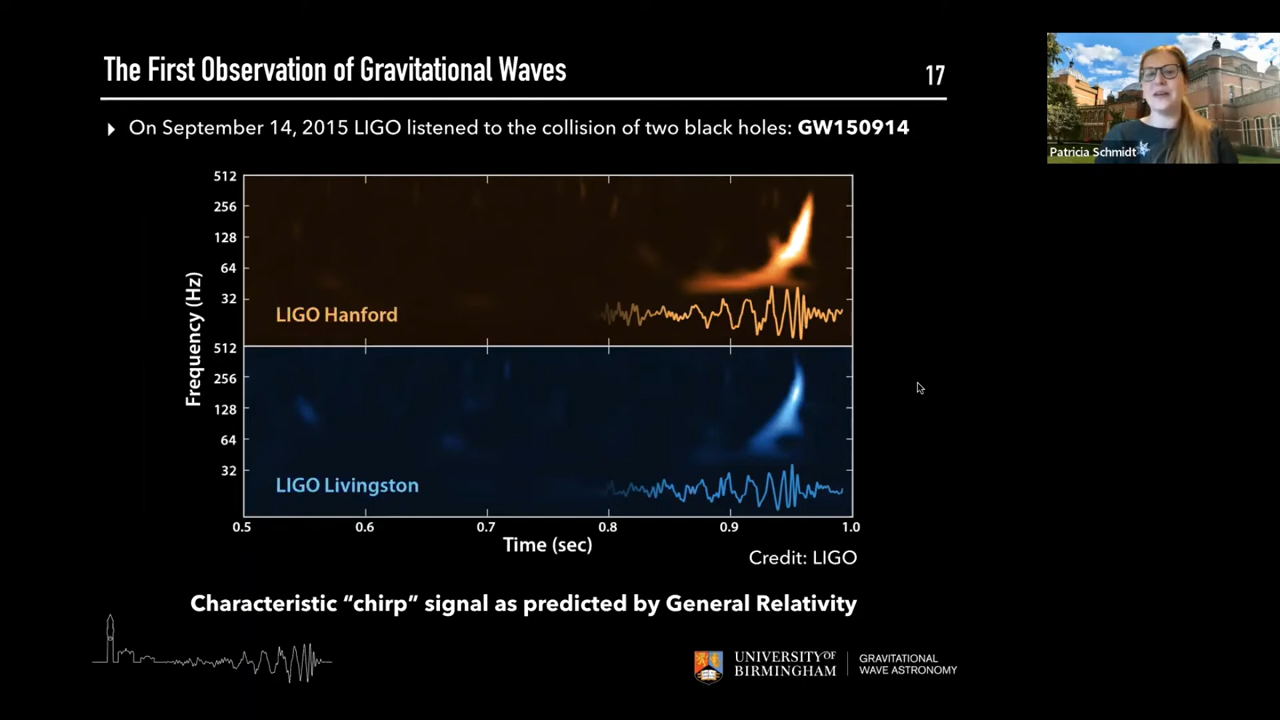 The First Observation of Gravitational Waves
17
On September 14, 2015 LIGO listened to the collision of two black holes: GW150914
Patricia Schmidt
512
256
128
64
32
LIGO Hanford
512
256
128
64
32
LIGO Livingston
Frequency (Hz)
0.5 0.6 0.7 0.8 0.9 1.0
Time (sec)
Credit: LIGO
Characteristic “chirp” signal as predicted by General Relativity
UNIVERSITY OF
BIRMINGHAM
GRAVITATIONAL
WAVE ASTRONOMY